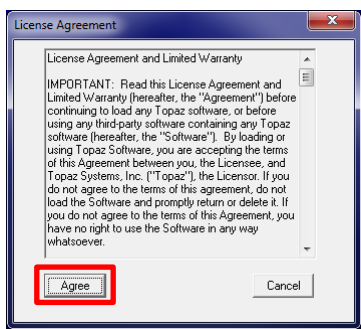 License Agreement
License Agreement and Limited Warranty
IMPORTANT: Read this License Agreement and
Limited Warranty (hereafter, the "Agreement") before
continuing to load any Topaz software, or before
using any third-party software containing any Topaz
software (hereafter, the "Software"). By loading or
using Topaz Software, you are accepting the terms
of this Agreement between you, the Licensee, and
Topaz Systems, Inc. ("Topaz"), the Licensor. If you
do not agree to the terms of this agreement, do not
load the Software and promptly return or delete it. If
you do not agree to the terms of this Agreement, you
have no right to use the Software in any way
whatsoever.
Agree
Cancel